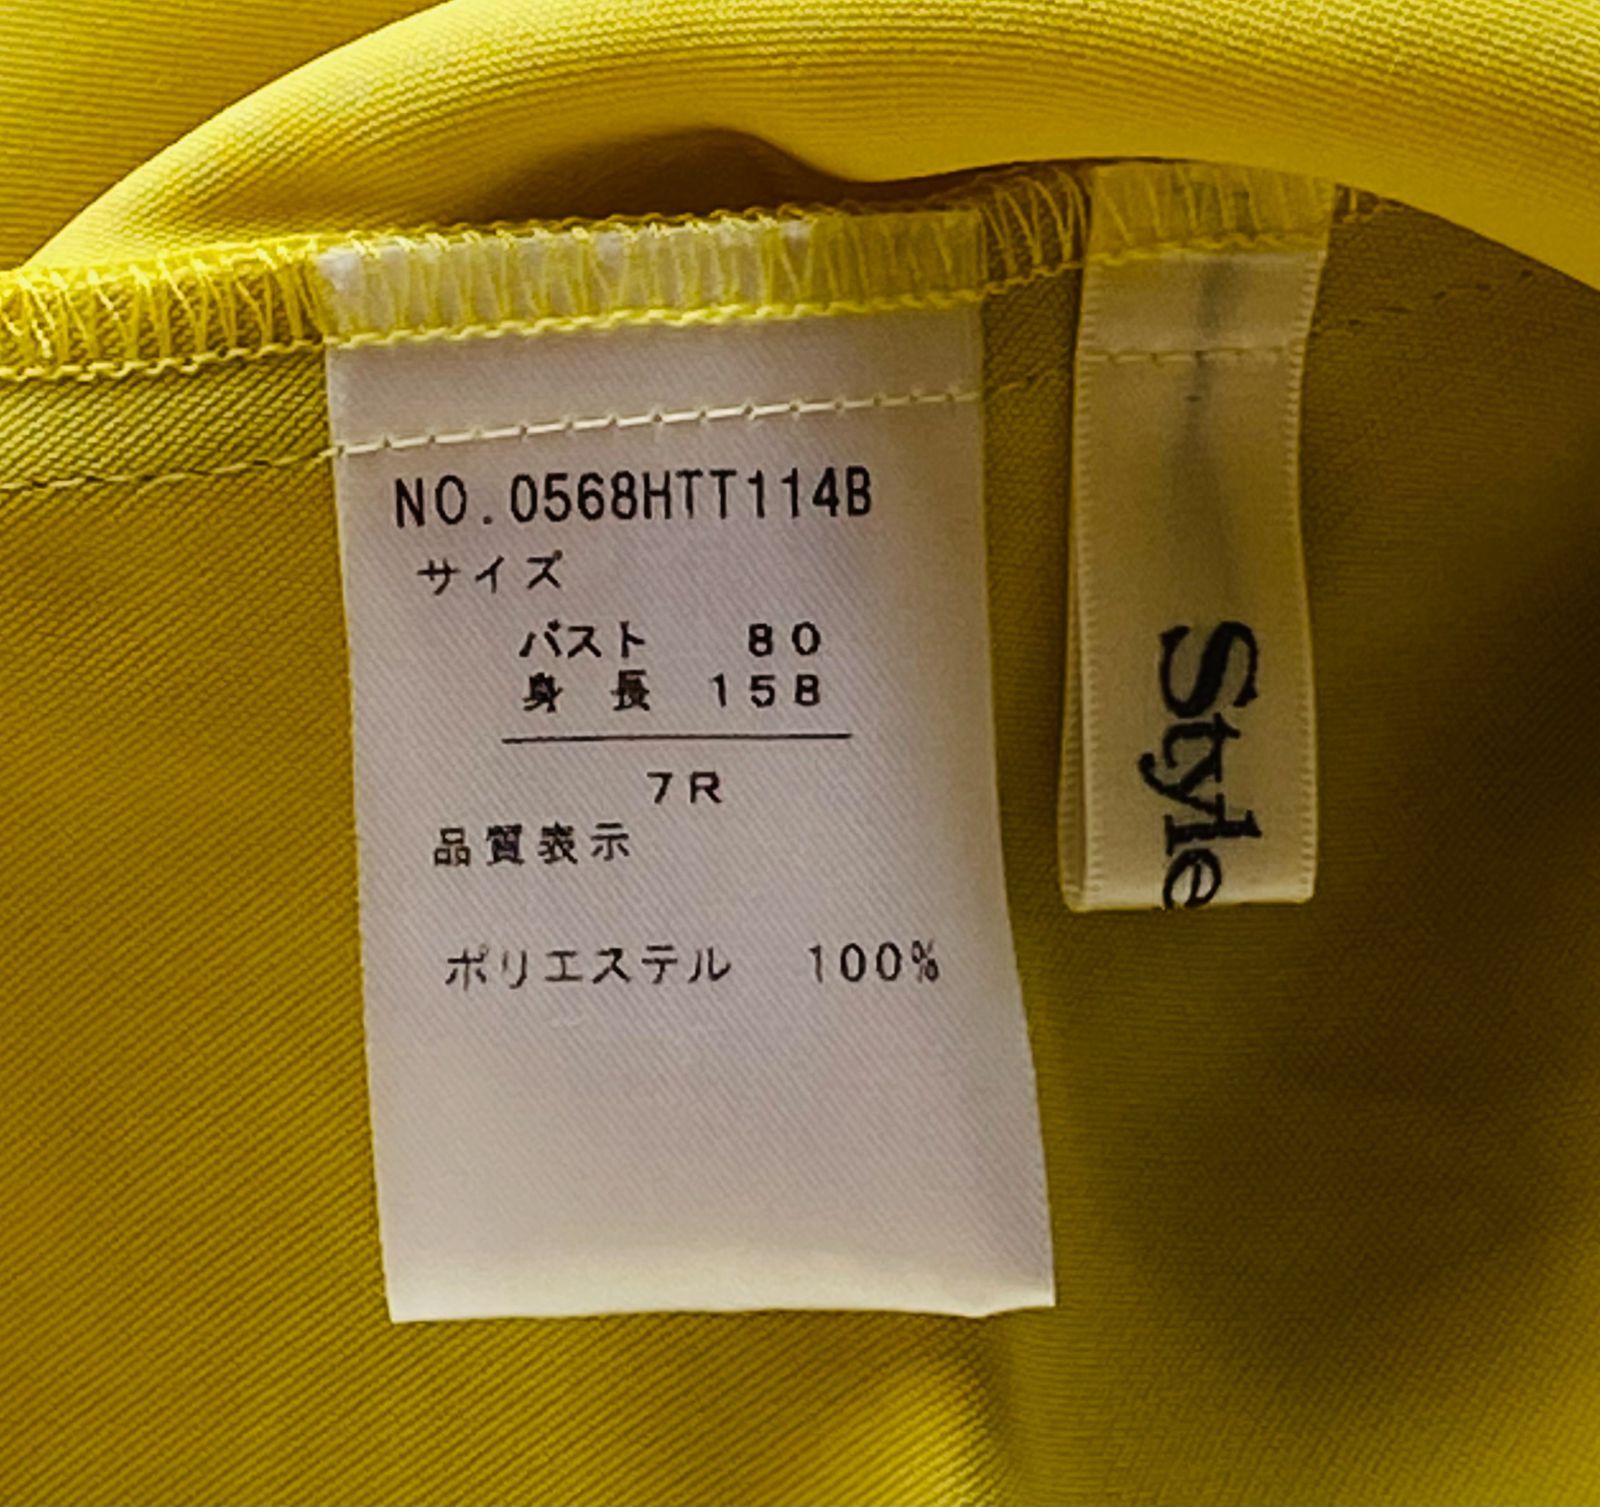 NO.0568HTT114B
サイズ
バスト 80
身長 158
7R
品質表示
ポリエステル 100%
Style